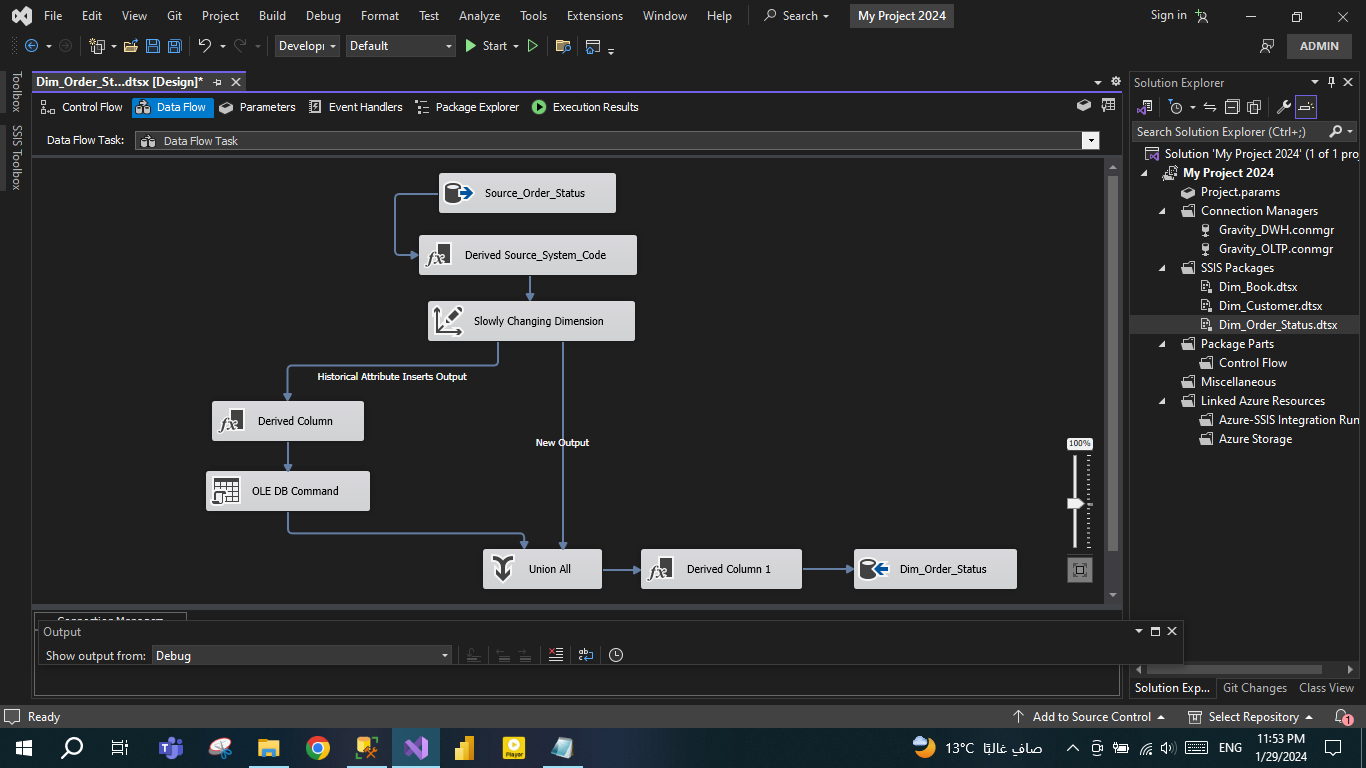 File Edit View Git Project Build Debug Format Test Analyze Tools Extensions Window Help Search My Project 2024 Sign in
Developr Default Start ADMIN
Toolbox
SSIS Toolbox
Dim_Order_St...dtsx [Design]*
Control Flow Data Flow Parameters Event Handlers Package Explorer Execution Results
Data Flow Task: Data Flow Task
Source_Order_Status
Derived Source_System_Code
Slowly Changing Dimension
Historical Attribute Inserts Output
Derived Column
New Output
OLE DB Command
Union All
Derived Column 1
Dim_Order_Status
100%
Output
Show output from: Debug
Solution Explorer
Search Solution Explorer (Ctrl+;)
Solution 'My Project 2024' (1 of 1 proj
My Project 2024
Project.params
Connection Managers
Gravity_DWH.conmgr
Gravity_OLTP.conmgr
SSIS Packages
Dim_Book.dtsx
Dim_Customer.dtsx
Dim_Order_Status.dtsx
Package Parts
Control Flow
Miscellaneous
Linked Azure Resources
Azure-SSIS Integration Run
Azure Storage
Solution Exp... Git Changes Class View
Ready Add to Source Control Select Repository 1
Player
13°C صافٍ غالبًا ENG 11:53 PM
1/29/2024